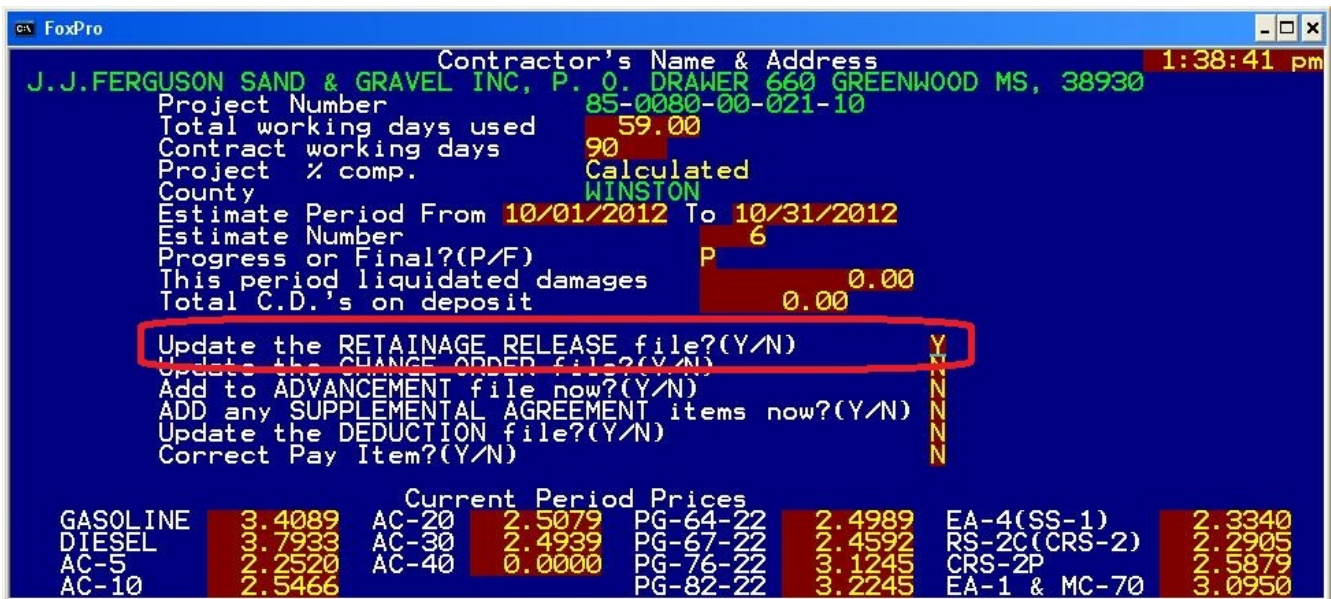 FoxPro
Contractor's Name & Address 1:38:41 pm
J.J.FERGUSON SAND & GRAVEL INC, P. O. DRAWER 660 GREENWOOD MS, 38930
Project Number 85-0080-00-021-10
Total working days used 59.00
Contract working days 90
Project % comp. Calculated
County WINSTON
Estimate Period From 10/01/2012 To 10/31/2012
Estimate Number 6
Progress or Final?(P/F) P
This period liquidated damages 0.00
Total C.D.'s on deposit 0.00
Update the RETAINAGE RELEASE file?(Y/N) Y
Update the CHANGE ORDER file?(Y/N) N
Add to ADVANCEMENT file now?(Y/N) N
ADD any SUPPLEMENTAL AGREEMENT items now?(Y/N) N
Update the DEDUCTION file?(Y/N) N
Correct Pay Item?(Y/N) N
Current Period Prices
GASOLINE 3.4089 AC-20 2.5079 PG-64-22 2.4989 EA-4(SS-1) 2.3340
DIESEL 3.7933 AC-30 2.4939 PG-67-22 2.4592 RS-2C(CRS-2) 2.2905
AC-5 2.2520 AC-40 0.0000 PG-76-22 3.1245 CRS-2P 2.5879
AC-10 2.5466 PG-82-22 3.2245 EA-1 & MC-70 3.0950